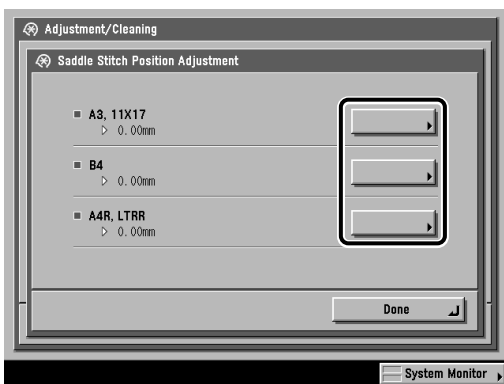 Adjustment/Cleaning
Saddle Stitch Position Adjustment
A3, 11X17
0.00mm
B4
0.00mm
A4R, LTRR
0.00mm
Done
System Monitor